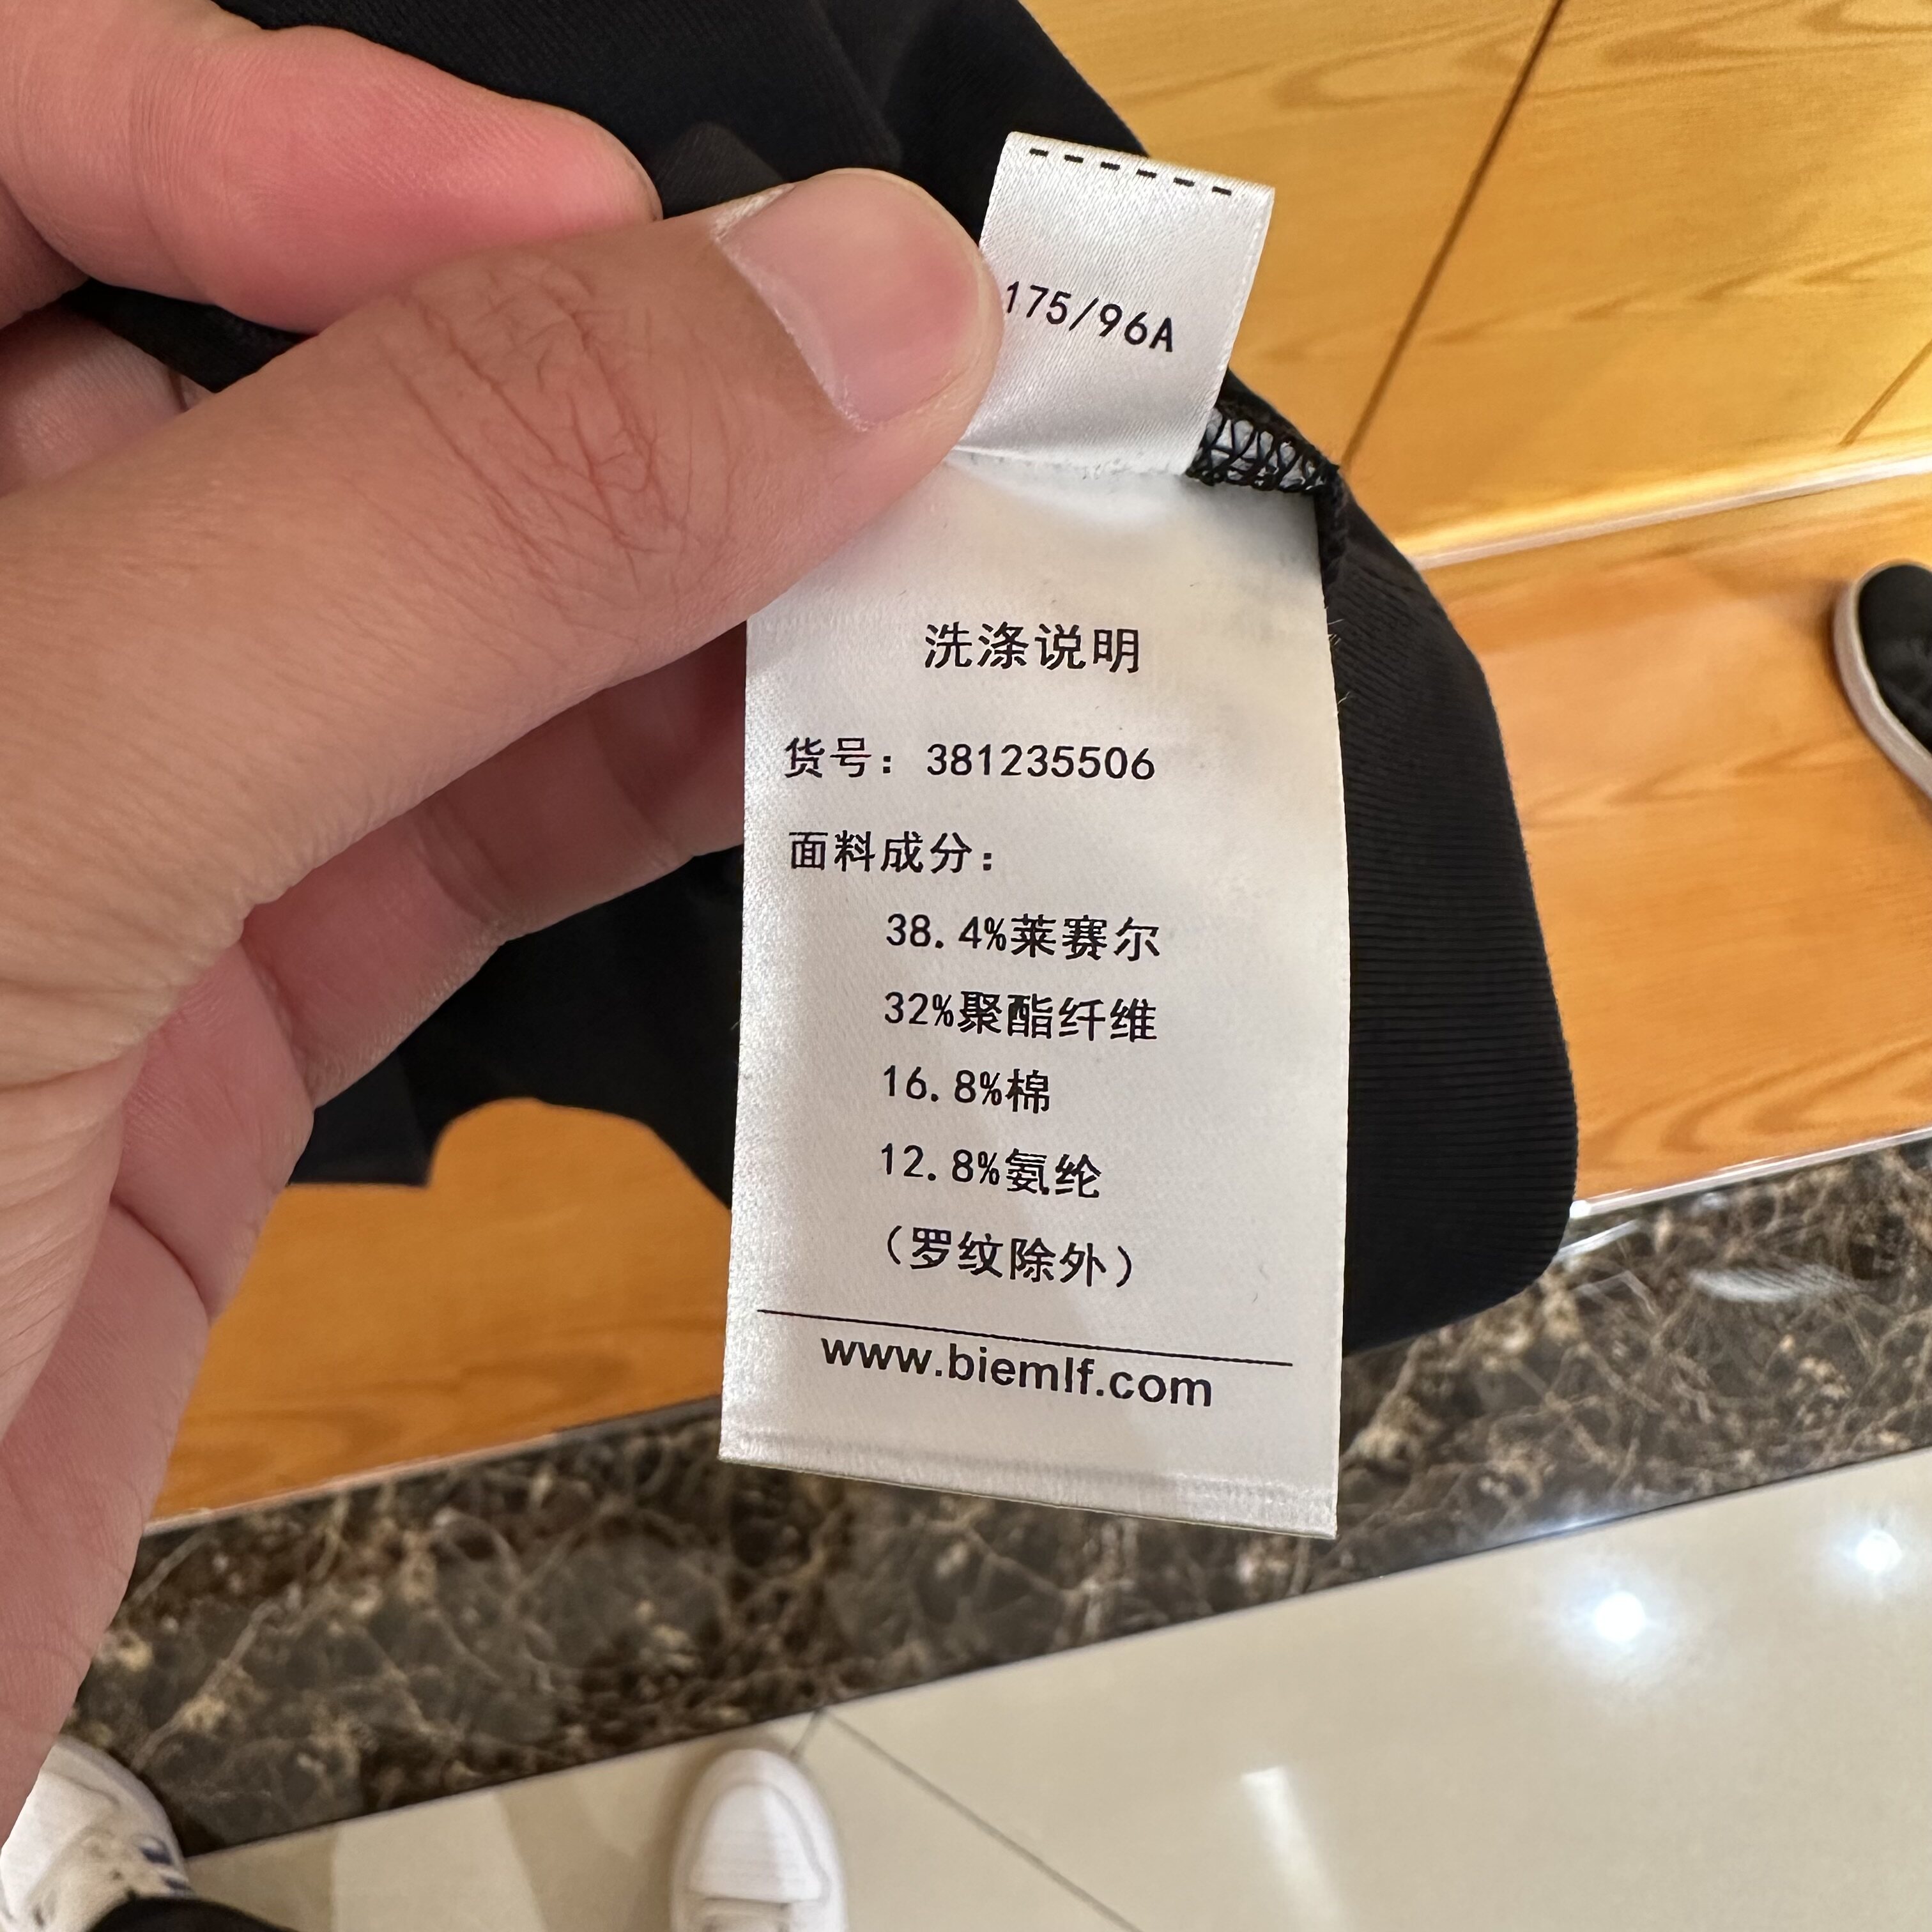 175/96A
洗涤说明
货号：381235506
面料成分：
38.4%莱赛尔
32%聚酯纤维
16.8%棉
12.8%氨纶
（罗纹除外）
www.biemlf.com